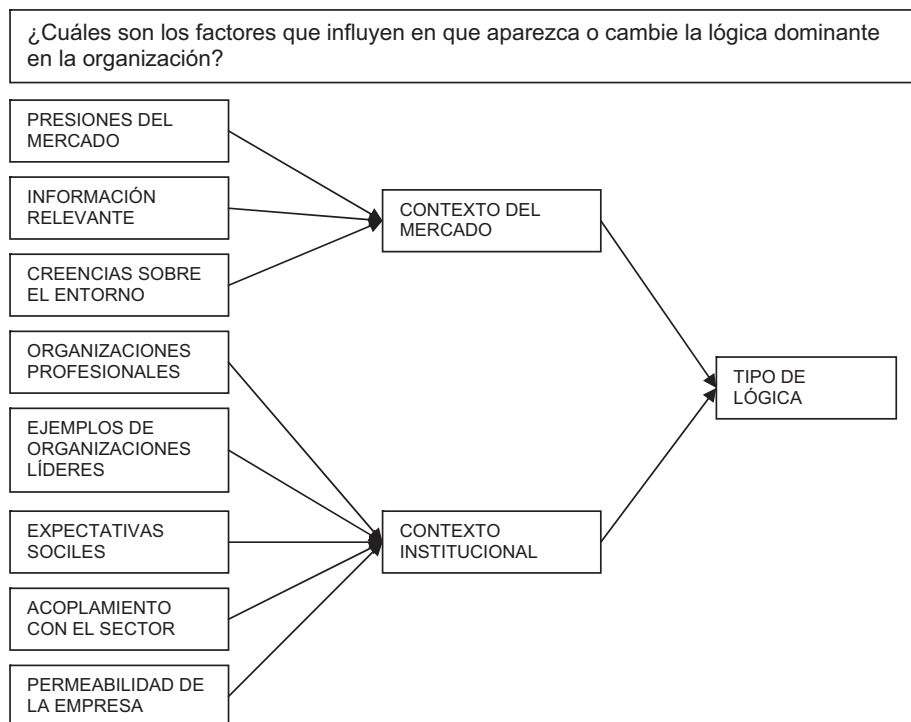 ¿Cuáles son los factores que influyen en que aparezca o cambie la lógica dominante
en la organización?
PRESIONES DEL
MERCADO
INFORMACIÓN
RELEVANTE
CREENCIAS SOBRE
EL ENTORNO
ORGANIZACIONES
PROFESIONALES
EJEMPLOS DE
ORGANIZACIONES
LÍDERES
EXPECTATIVAS
SOCILES
ACOPLAMIENTO
CON EL SECTOR
PERMEABILIDAD DE
LA EMPRESA
CONTEXTO DEL
MERCADO
CONTEXTO
INSTITUCIONAL
TIPO DE
LÓGICA